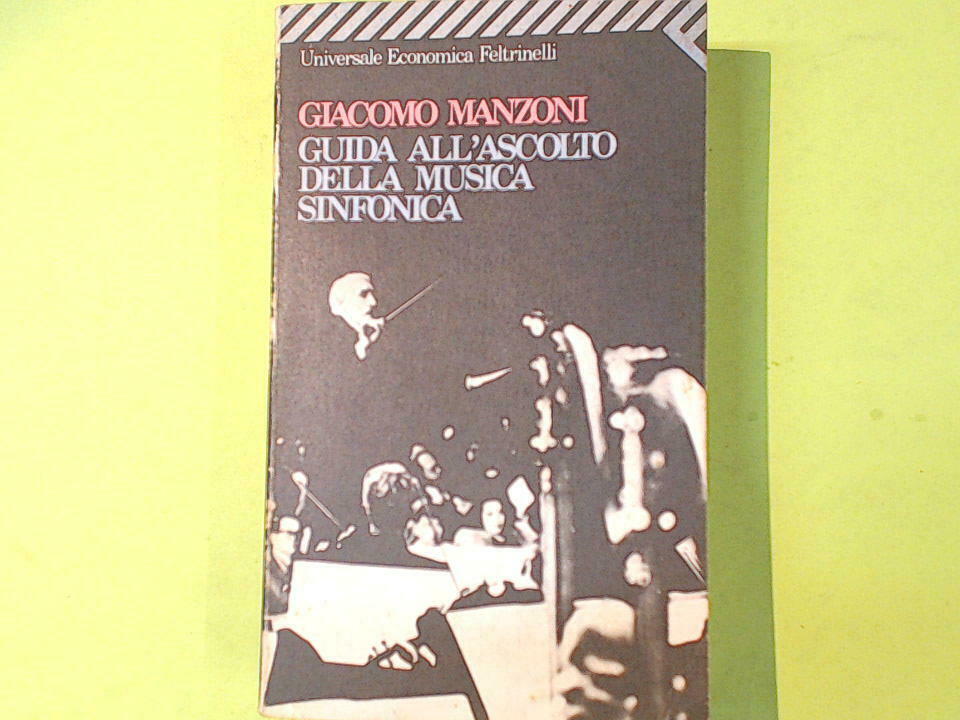 Universale Economica Feltrinelli
GIACOMO MANZONI
GUIDA ALL'ASCOLTO
DELLA MUSICA
SINFONICA